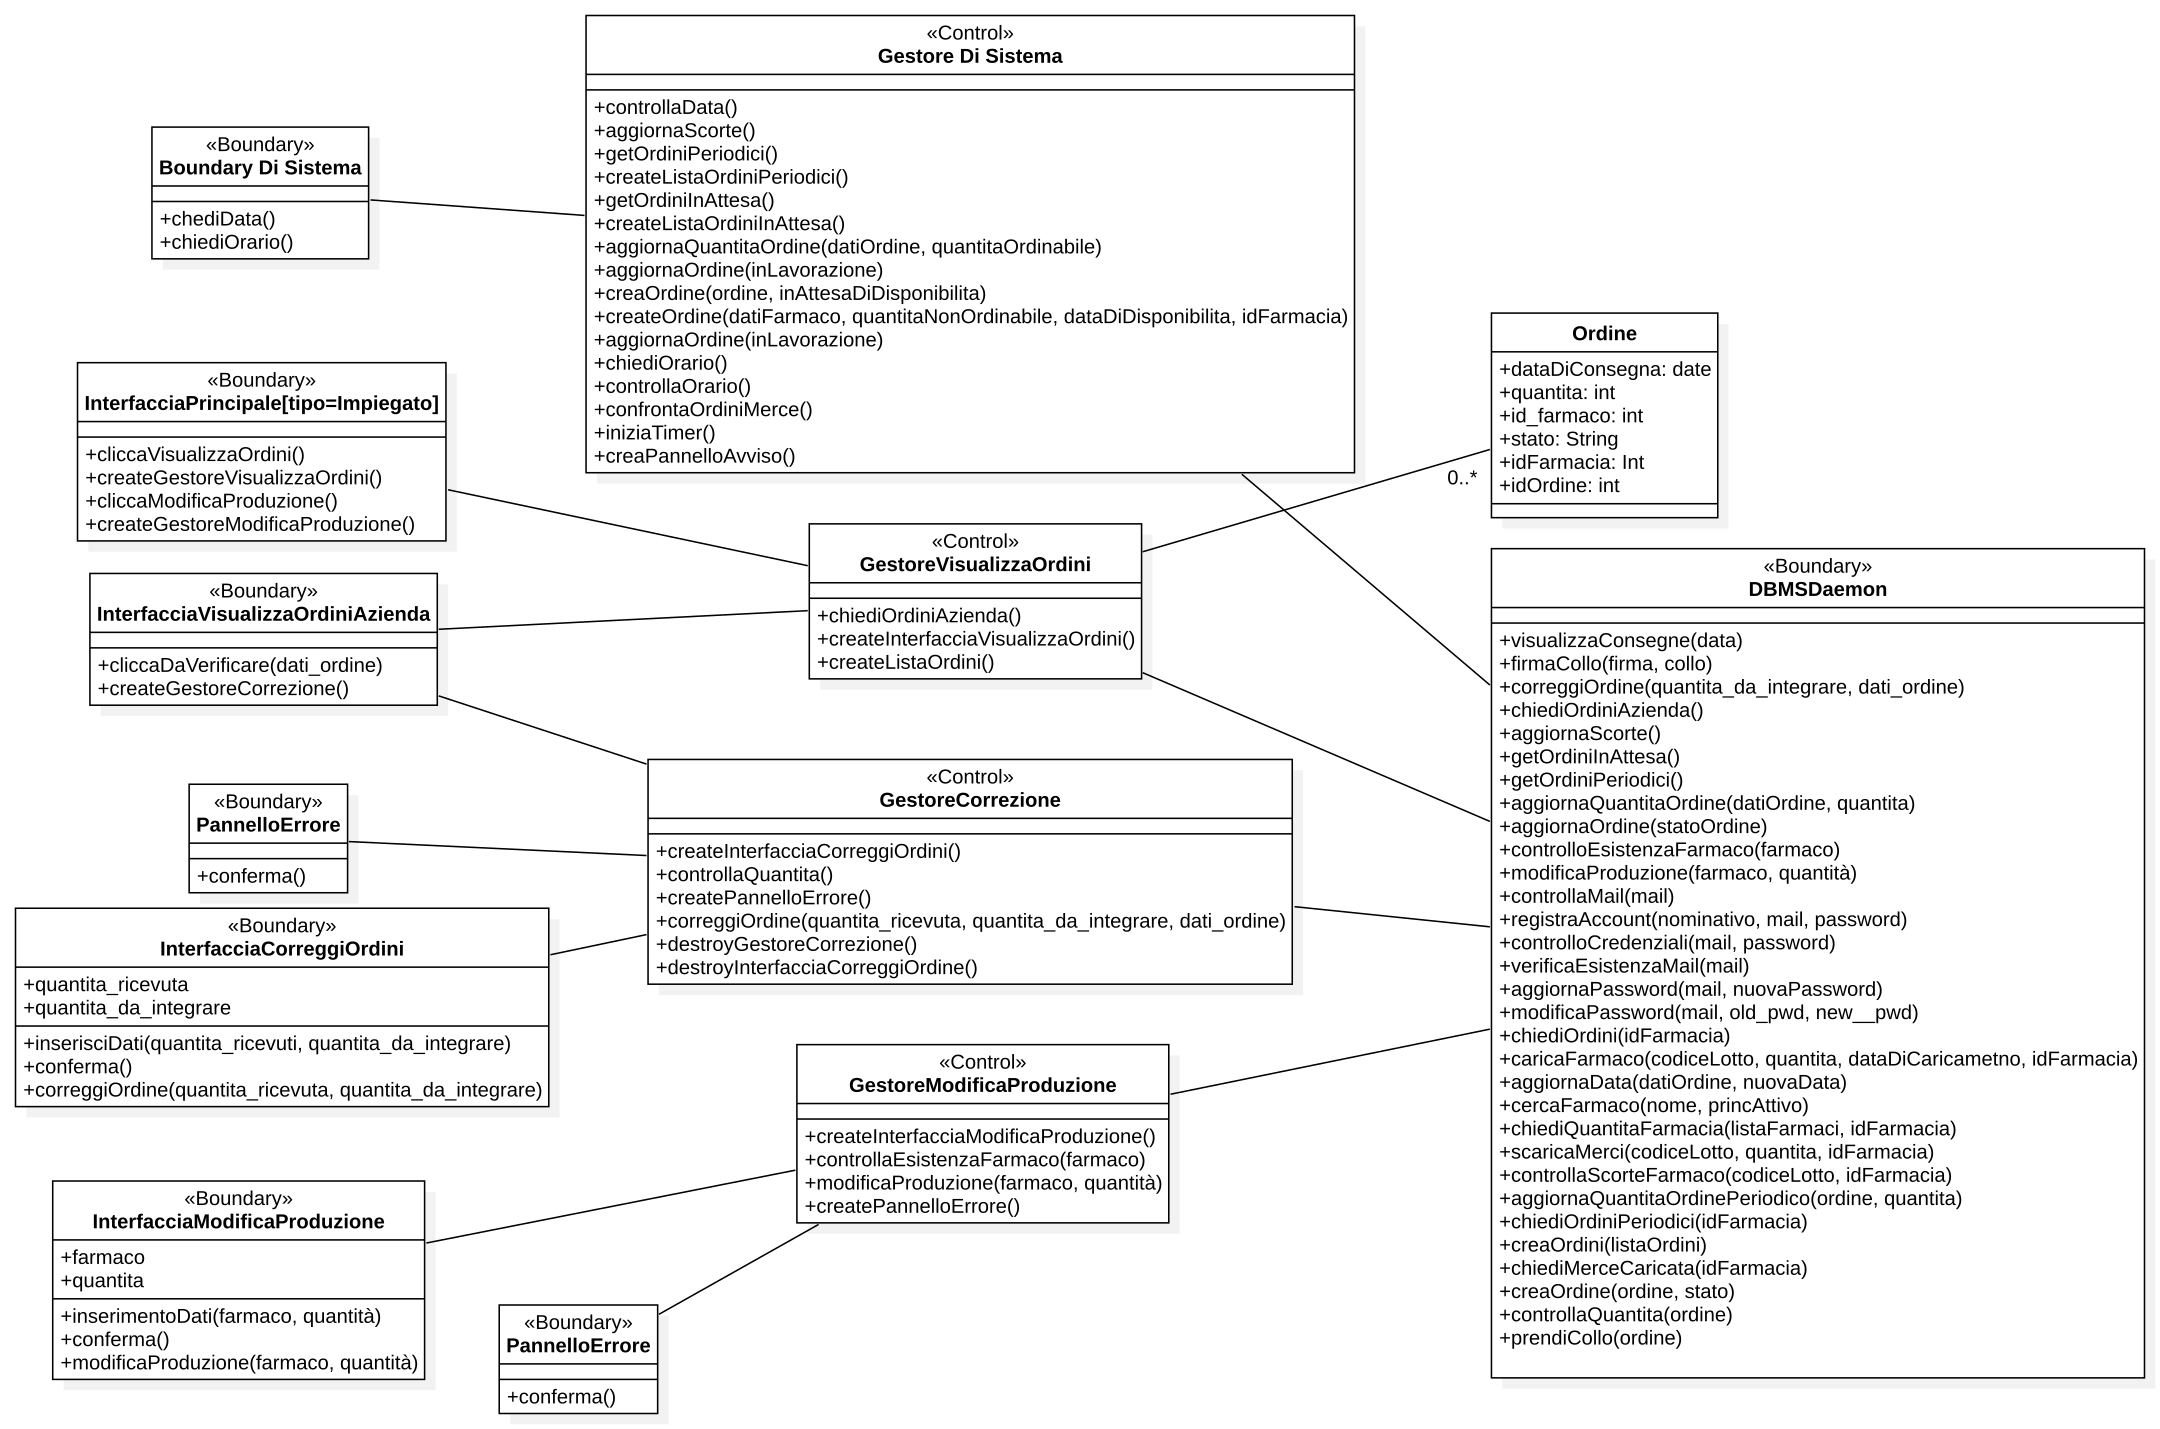 «Control»
Gestore Di Sistema
+controllaData()
+aggiornaScorte()
+getOrdiniPeriodici()
+createListaOrdiniPeriodici()
+getOrdiniInAttesa()
+createListaOrdiniInAttesa()
+aggiornaQuantitaOrdine(datiOrdine, quantitaOrdinabile)
+aggiornaOrdine(inLavorazione)
+creaOrdine(ordine, inAttesaDiDisponibilita)
+createOrdine(datiFarmaco, quantitaNonOrdinabile, dataDiDisponibilita, idFarmacia)
+aggiornaOrdine(inLavorazione)
+chiediOrario()
+controllaOrario()
+confrontaOrdiniMerce()
+iniziaTimer()
+creaPannelloAvviso()
«Boundary»
Boundary Di Sistema
+chediData()
+chiediOrario()
«Boundary»
InterfacciaPrincipale[tipo=Impiegato]
+cliccaVisualizzaOrdini()
+createGestoreVisualizzaOrdini()
+cliccaModificaProduzione()
+createGestoreModificaProduzione()
Ordine
+dataDiConsegna: date
+quantita: int
+id_farmaco: int
+stato: String
+idFarmacia: Int
+idOrdine: int
0..*
«Control»
GestoreVisualizzaOrdini
+chiediOrdiniAzienda()
+createInterfacciaVisualizzaOrdini()
+createListaOrdini()
«Boundary»
InterfacciaVisualizzaOrdiniAzienda
+cliccaDaVerificare(dati_ordine)
+createGestoreCorrezione()
«Boundary»
DBMSDaemon
+visualizzaConsegne(data)
+firmaCollo(firma, collo)
+correggiOrdine(quantita_da_integrare, dati_ordine)
+chiediOrdiniAzienda()
+aggiornaScorte()
+getOrdiniInAttesa()
+getOrdiniPeriodici()
+aggiornaQuantitaOrdine(datiOrdine, quantita)
+aggiornaOrdine(statoOrdine)
+controlloEsistenzaFarmaco(farmaco)
+modificaProduzione(farmaco, quantità)
+controllaMail(mail)
+registraAccount(nominativo, mail, password)
+controlloCredenziali(mail, password)
+verificaEsistenzaMail(mail)
+aggiornaPassword(mail, nuovaPassword)
+modificaPassword(mail, old_pwd, new__pwd)
+chiediOrdini(idFarmacia)
+caricaFarmaco(codiceLotto, quantita, dataDiCaricametno, idFarmacia)
+aggiornaData(datiOrdine, nuovaData)
+cercaFarmaco(nome, princAttivo)
+chiediQuantitaFarmacia(listaFarmaci, idFarmacia)
+scaricaMerci(codiceLotto, quantita, idFarmacia)
+controllaScorteFarmaco(codiceLotto, idFarmacia)
+aggiornaQuantitaOrdinePeriodico(ordine, quantita)
+chiediOrdiniPeriodici(idFarmacia)
+creaOrdini(listaOrdini)
+chiediMerceCaricata(idFarmacia)
+creaOrdine(ordine, stato)
+controllaQuantita(ordine)
+prendiCollo(ordine)
«Control»
GestoreCorrezione
+createInterfacciaCorreggiOrdini()
+controllaQuantita()
+createPannelloErrore()
+correggiOrdine(quantita_ricevuta, quantita_da_integrare, dati_ordine)
+destroyGestoreCorrezione()
+destroyInterfacciaCorreggiOrdine()
«Boundary»
PannelloErrore
+conferma()
«Boundary»
InterfacciaCorreggiOrdini
+quantita_ricevuta
+quantita_da_integrare
+inserisciDati(quantita_ricevuti, quantita_da_integrare)
+conferma()
+correggiOrdine(quantita_ricevuta, quantita_da_integrare)
«Control»
GestoreModificaProduzione
+createInterfacciaModificaProduzione()
+controllaEsistenzaFarmaco(farmaco)
+modificaProduzione(farmaco, quantità)
+createPannelloErrore()
«Boundary»
InterfacciaModificaProduzione
+farmaco
+quantita
+inserimentoDati(farmaco, quantità)
+conferma()
+modificaProduzione(farmaco, quantità)
«Boundary»
PannelloErrore
+conferma()